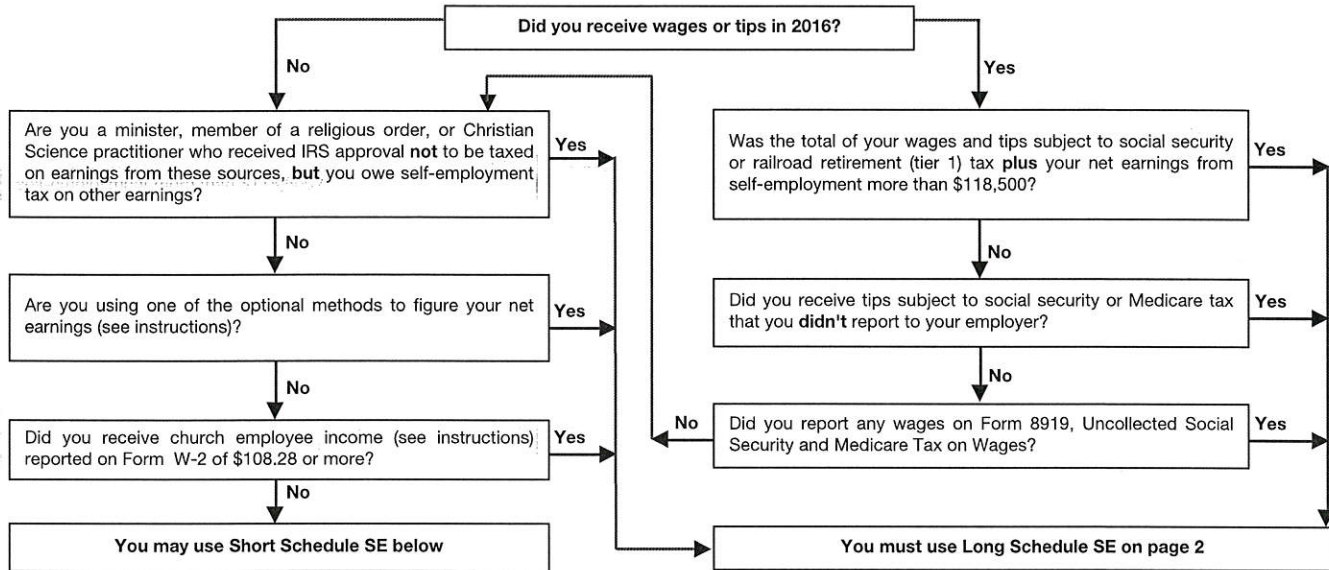 Did you receive wages or tips in 2016?
No
Yes
Are you a minister, member of a religious order, or Christian
Science practitioner who received IRS approval not to be taxed
on earnings from these sources, but you owe self-employment
tax on other earnings?
Yes
Was the total of your wages and tips subject to social security
or railroad retirement (tier 1) tax plus your net earnings from
self-employment more than $118,500?
Yes
No
No
Are you using one of the optional methods to figure your net
earnings (see instructions)?
Yes
Did you receive tips subject to social security or Medicare tax
that you didn't report to your employer?
Yes
No
No
Did you receive church employee income (see instructions)
reported on Form W-2 of $108.28 or more?
Yes
No
Did you report any wages on Form 8919, Uncollected Social
Security and Medicare Tax on Wages?
Yes
No
You may use Short Schedule SE below
You must use Long Schedule SE on page 2